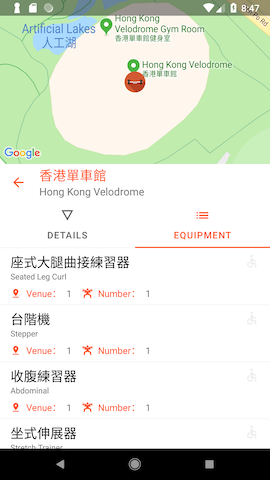 8:47
Hong Kong
Velodrome Gym Room
香港單車館健身室
Artificial Lakes
人工湖
Hong Kong Velodrome
香港單車館
Google
香港單車館
Hong Kong Velodrome
DETAILS
EQUIPMENT
座式大腿曲接練習器
Seated Leg Curl
Venue: 1 Number: 1
台階機
Stepper
Venue: 1 Number: 1
收腹練習器
Abdominal
Venue: 1 Number: 1
坐式伸展器
Stretch Trainer